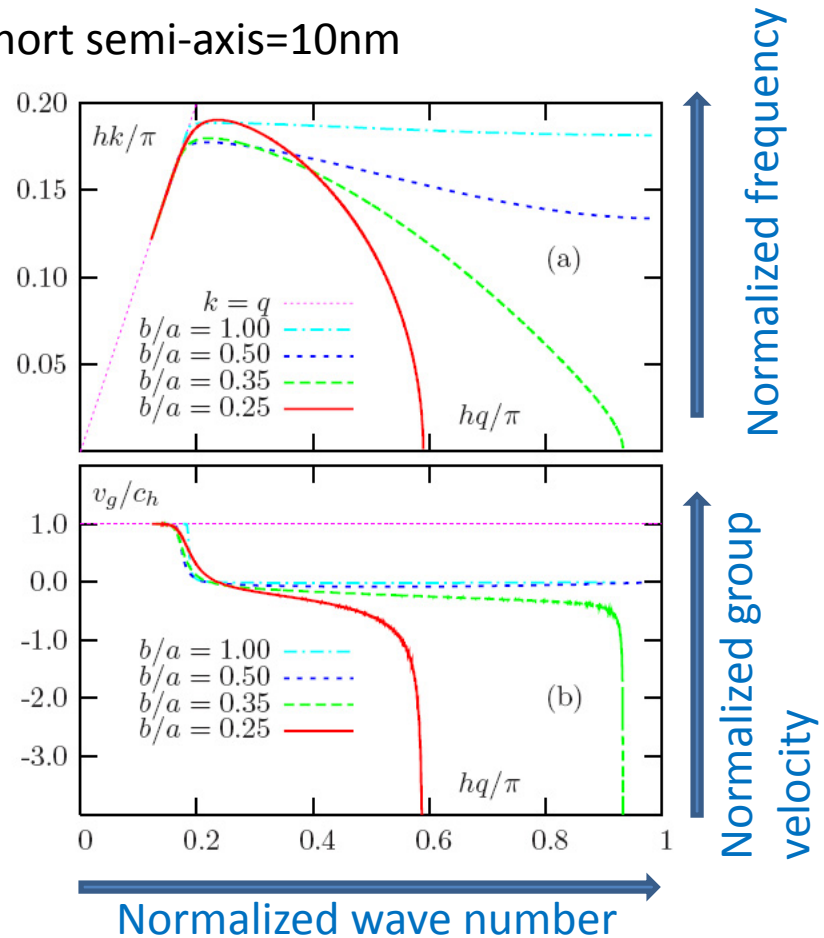 hort semi-axis=10nm
0.20
0.15
0.10
0.05
hk/π
(a)
k = q
b/a = 1.00
b/a = 0.50
b/a = 0.35
b/a = 0.25
hq/π
Normalized frequency
v_g/c_h
1.0
0.0
-1.0
-2.0
-3.0
b/a = 1.00
b/a = 0.50
b/a = 0.35
b/a = 0.25
(b)
hq/π
0 0.2 0.4 0.6 0.8 1
Normalized group
velocity
Normalized wave number